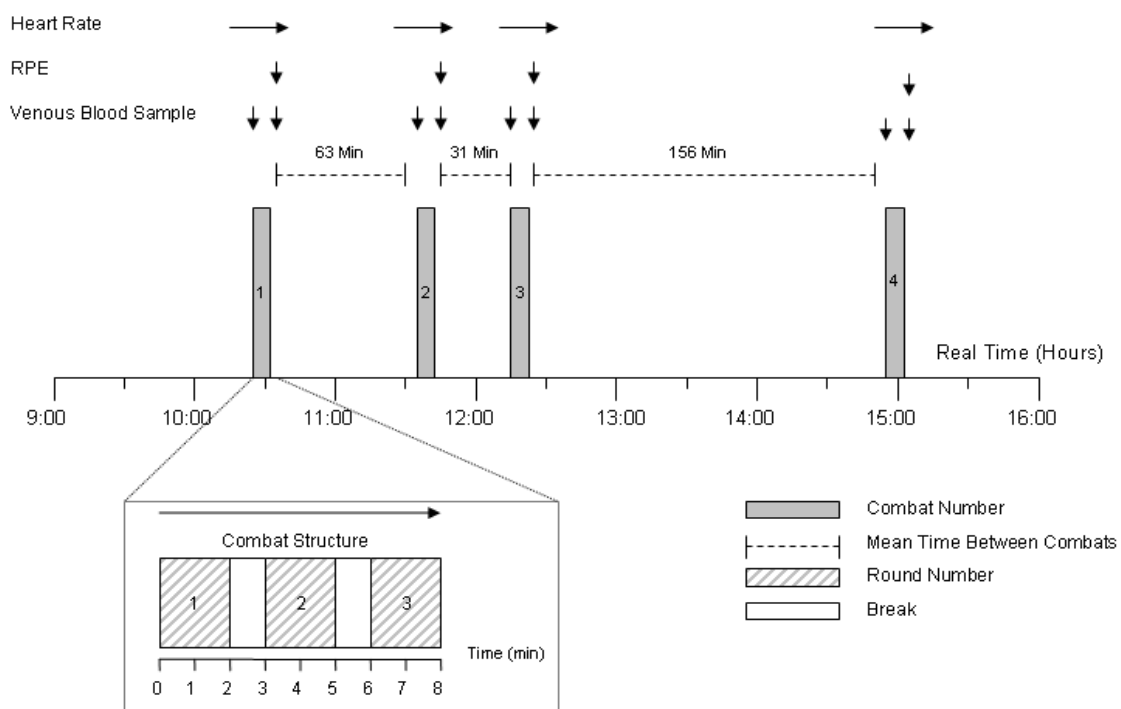 Heart Rate
RPE
Venous Blood Sample
63 Min
31 Min
156 Min
1
2
3
4
Real Time (Hours)
9:00 10:00 11:00 12:00 13:00 14:00 15:00 16:00
Combat Structure
1 2 3
Time (min)
0 1 2 3 4 5 6 7 8
Combat Number
Mean Time Between Combats
Round Number
Break